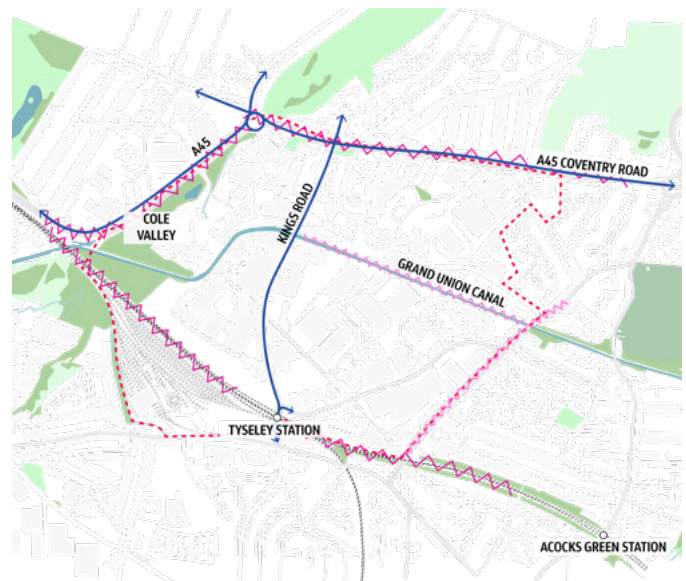 A45
A45 COVENTRY ROAD
COLE
VALLEY
KINGS ROAD
GRAND UNION CANAL
TYSELEY STATION
ACOCKS GREEN STATION